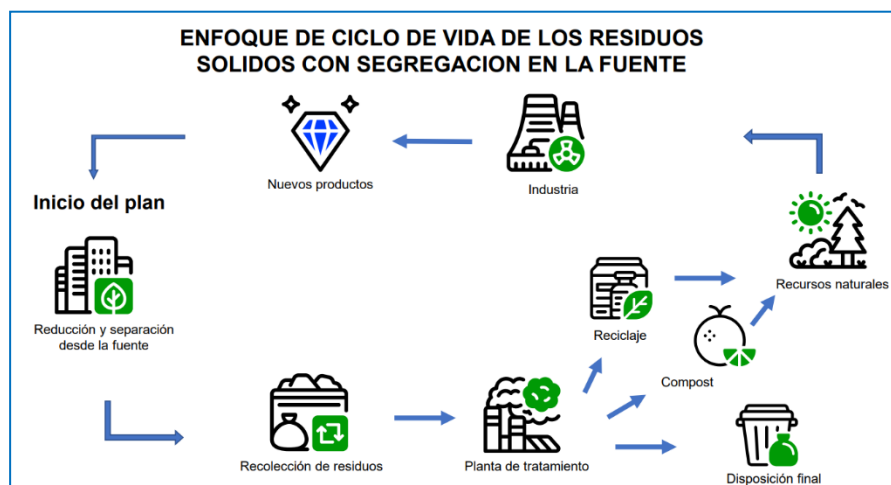 ENFOQUE DE CICLO DE VIDA DE LOS RESIDUOS
SOLIDOS CON SEGREGACION EN LA FUENTE
Nuevos productos
Industria
Inicio del plan
Recursos naturales
Reducción y separación
desde la fuente
Reciclaje
Compost
Recolección de residuos
Planta de tratamiento
Disposición final